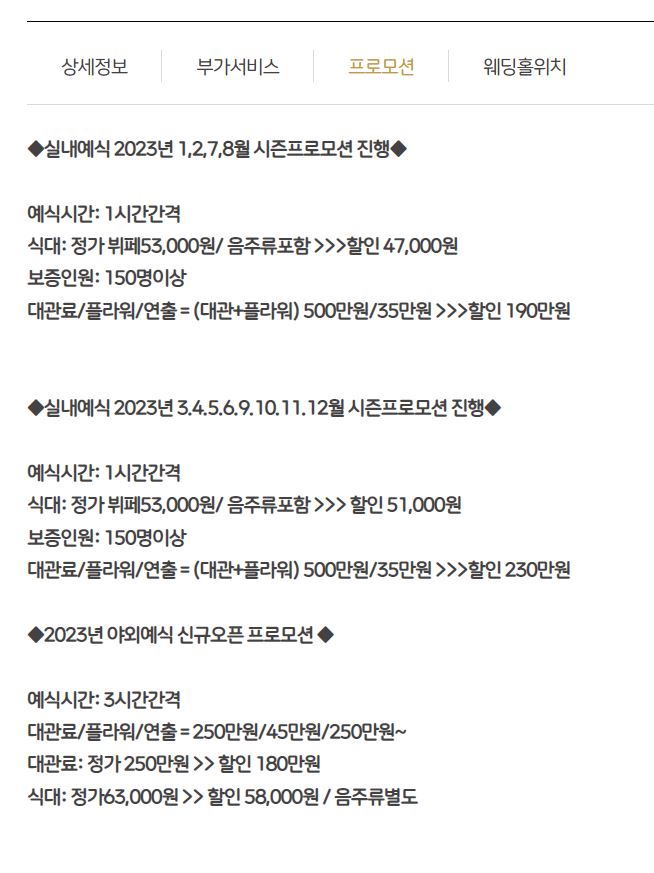 상세정보 부가서비스 프로모션 웨딩홀위치
◆실내예식 2023년 1,2,7,8월 시즌프로모션 진행◆
예식시간: 1시간간격
식대: 정가 뷔페53,000원/ 음주류포함 >>>할인 47,000원
보증인원: 150명이상
대관료/플라워/연출 = (대관+플라워) 500만원/35만원 >>>할인 190만원
◆실내예식 2023년 3.4.5.6.9.10.11.12월 시즌프로모션 진행◆
예식시간: 1시간간격
식대: 정가 뷔페53,000원/ 음주류포함 >>> 할인 51,000원
보증인원: 150명이상
대관료/플라워/연출 = (대관+플라워) 500만원/35만원 >>>할인 230만원
◆2023년 야외예식 신규오픈 프로모션 ◆
예식시간: 3시간간격
대관료/플라워/연출 = 250만원/45만원/250만원~
대관료: 정가 250만원 >> 할인 180만원
식대: 정가63,000원 >> 할인 58,000원 / 음주류별도